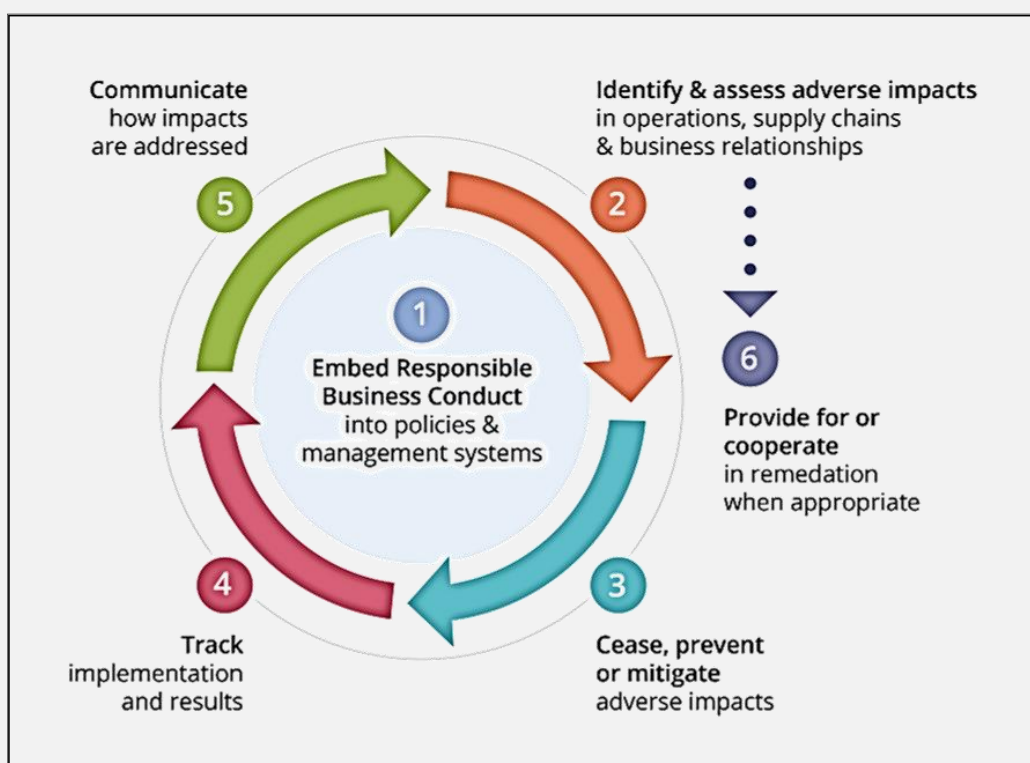 1
Embed Responsible
Business Conduct
into policies &
management systems
2
Identify & assess adverse impacts
in operations, supply chains
& business relationships
3
Cease, prevent
or mitigate
adverse impacts
4
Track
implementation
and results
5
Communicate
how impacts
are addressed
6
Provide for or
cooperate
in remedation
when appropriate